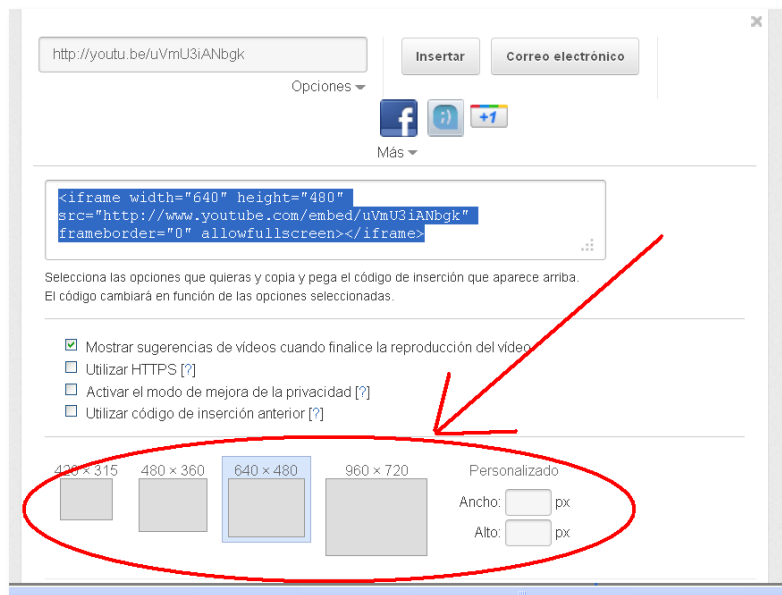 http://youtu.be/uVmU3iANbgk
Insertar
Correo electrónico
Opciones
f
;)
+1
Más
<iframe width="640" height="480"
src="http://www.youtube.com/embed/uVmU3iANbgk"
frameborder="0" allowfullscreen></iframe>
Selecciona las opciones que quieras y copia y pega el código de inserción que aparece arriba.
El código cambiará en función de las opciones seleccionadas.
Mostrar sugerencias de vídeos cuando finalice la reproducción del vídeo
Utilizar HTTPS [?]
Activar el modo de mejora de la privacidad [?]
Utilizar código de inserción anterior [?]
420 × 315 480 × 360 640 × 480 960 × 720 Personalizado
Ancho: px
Alto: px